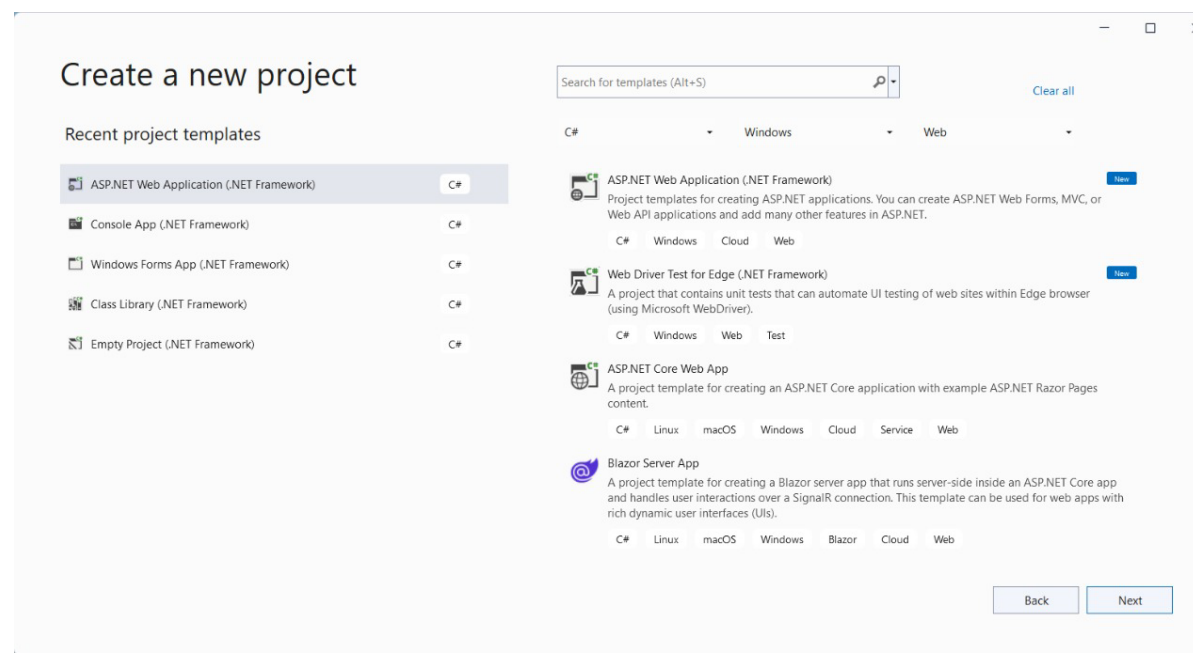 Create a new project
Search for templates (Alt+S)
Clear all
Recent project templates
C#
Windows
Web
ASP.NET Web Application (.NET Framework)
C#
Console App (.NET Framework)
C#
Windows Forms App (.NET Framework)
C#
Class Library (.NET Framework)
C#
Empty Project (.NET Framework)
C#
ASP.NET Web Application (.NET Framework)
New
Project templates for creating ASP.NET applications. You can create ASP.NET Web Forms, MVC, or
Web API applications and add many other features in ASP.NET.
C# Windows Cloud Web
Web Driver Test for Edge (.NET Framework)
New
A project that contains unit tests that can automate UI testing of web sites within Edge browser
(using Microsoft WebDriver).
C# Windows Web Test
ASP.NET Core Web App
A project template for creating an ASP.NET Core application with example ASP.NET Razor Pages
content.
C# Linux macOS Windows Cloud Service Web
Blazor Server App
A project template for creating a Blazor server app that runs server-side inside an ASP.NET Core app
and handles user interactions over a SignalR connection. This template can be used for web apps with
rich dynamic user interfaces (UIs).
C# Linux macOS Windows Blazor Cloud Web
Back
Next